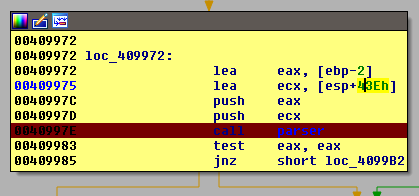 00409972
00409972 loc_409972:
00409972 lea eax, [ebp-2]
00409975 lea ecx, [esp+43Eh]
0040997C push eax
0040997D push ecx
0040997E call parser
00409983 test eax, eax
00409985 jnz short loc_4099B2